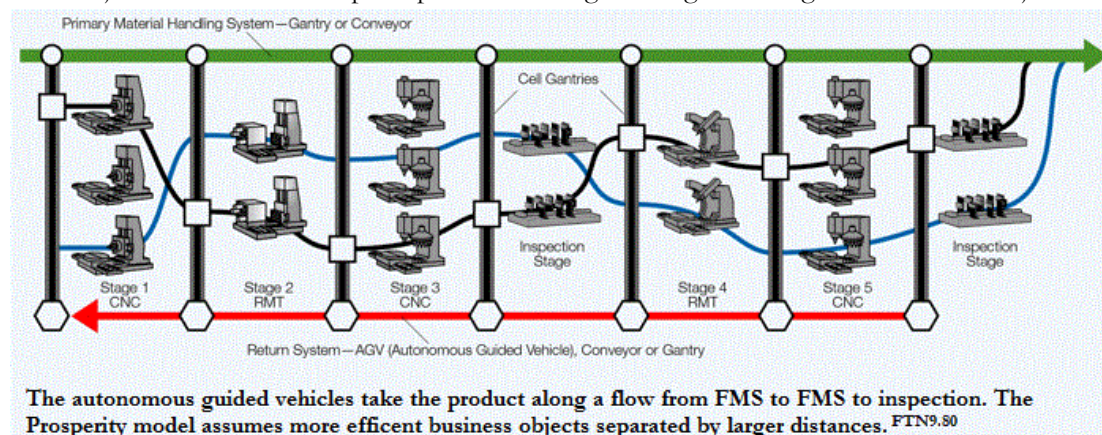 Primary Material Handling System—Gantry or Conveyor
Cell Gantries
Inspection
Stage
Inspection
Stage
Stage 1
CNC
Stage 2
RMT
Stage 3
CNC
Stage 4
RMT
Stage 5
CNC
Return System—AGV (Autonomous Guided Vehicle), Conveyor or Gantry
The autonomous guided vehicles take the product along a flow from FMS to FMS to inspection. The
Prosperity model assumes more efficent business objects separated by larger distances. FTN9.80